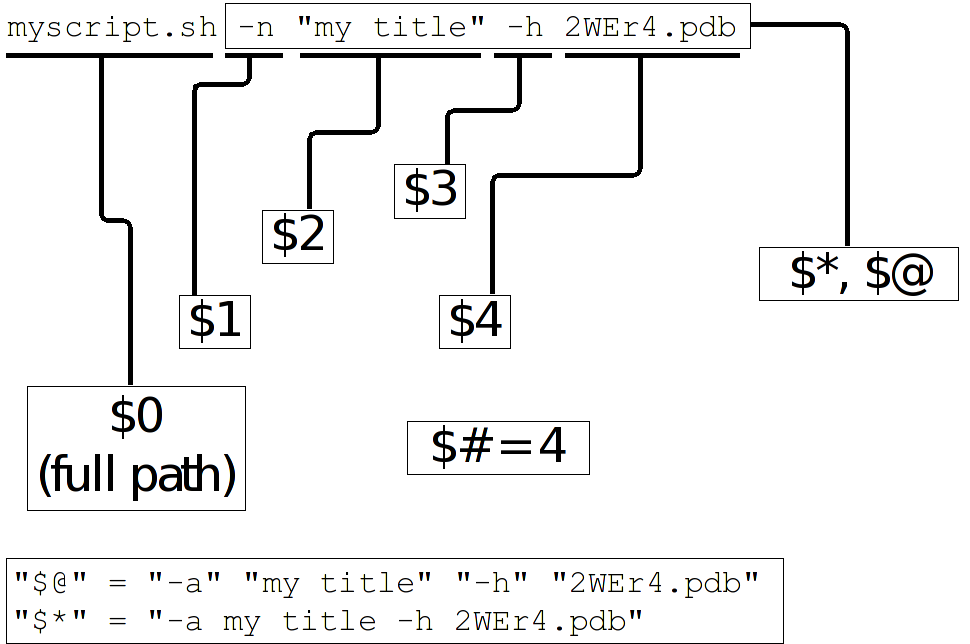 myscript.sh -n "my title" -h 2WEr4.pdb
$3
$2
$*, $@
$1
$4
$0
(full path)
$#=4
"$@" = "-a" "my title" "-h" "2WEr4.pdb"
"$*" = "-a my title -h 2WEr4.pdb"